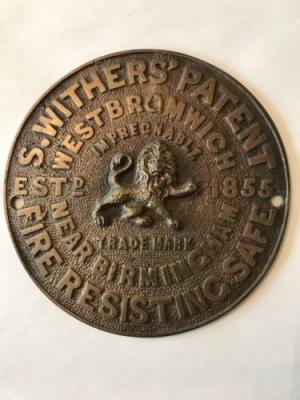 S. WITHERS' PATENT
WESTBROMWICH
IMPREGNABLE
ESTD 1855
TRADE MARK
NEAR BIRMINGHAM
FIRE RESISTING SAFE